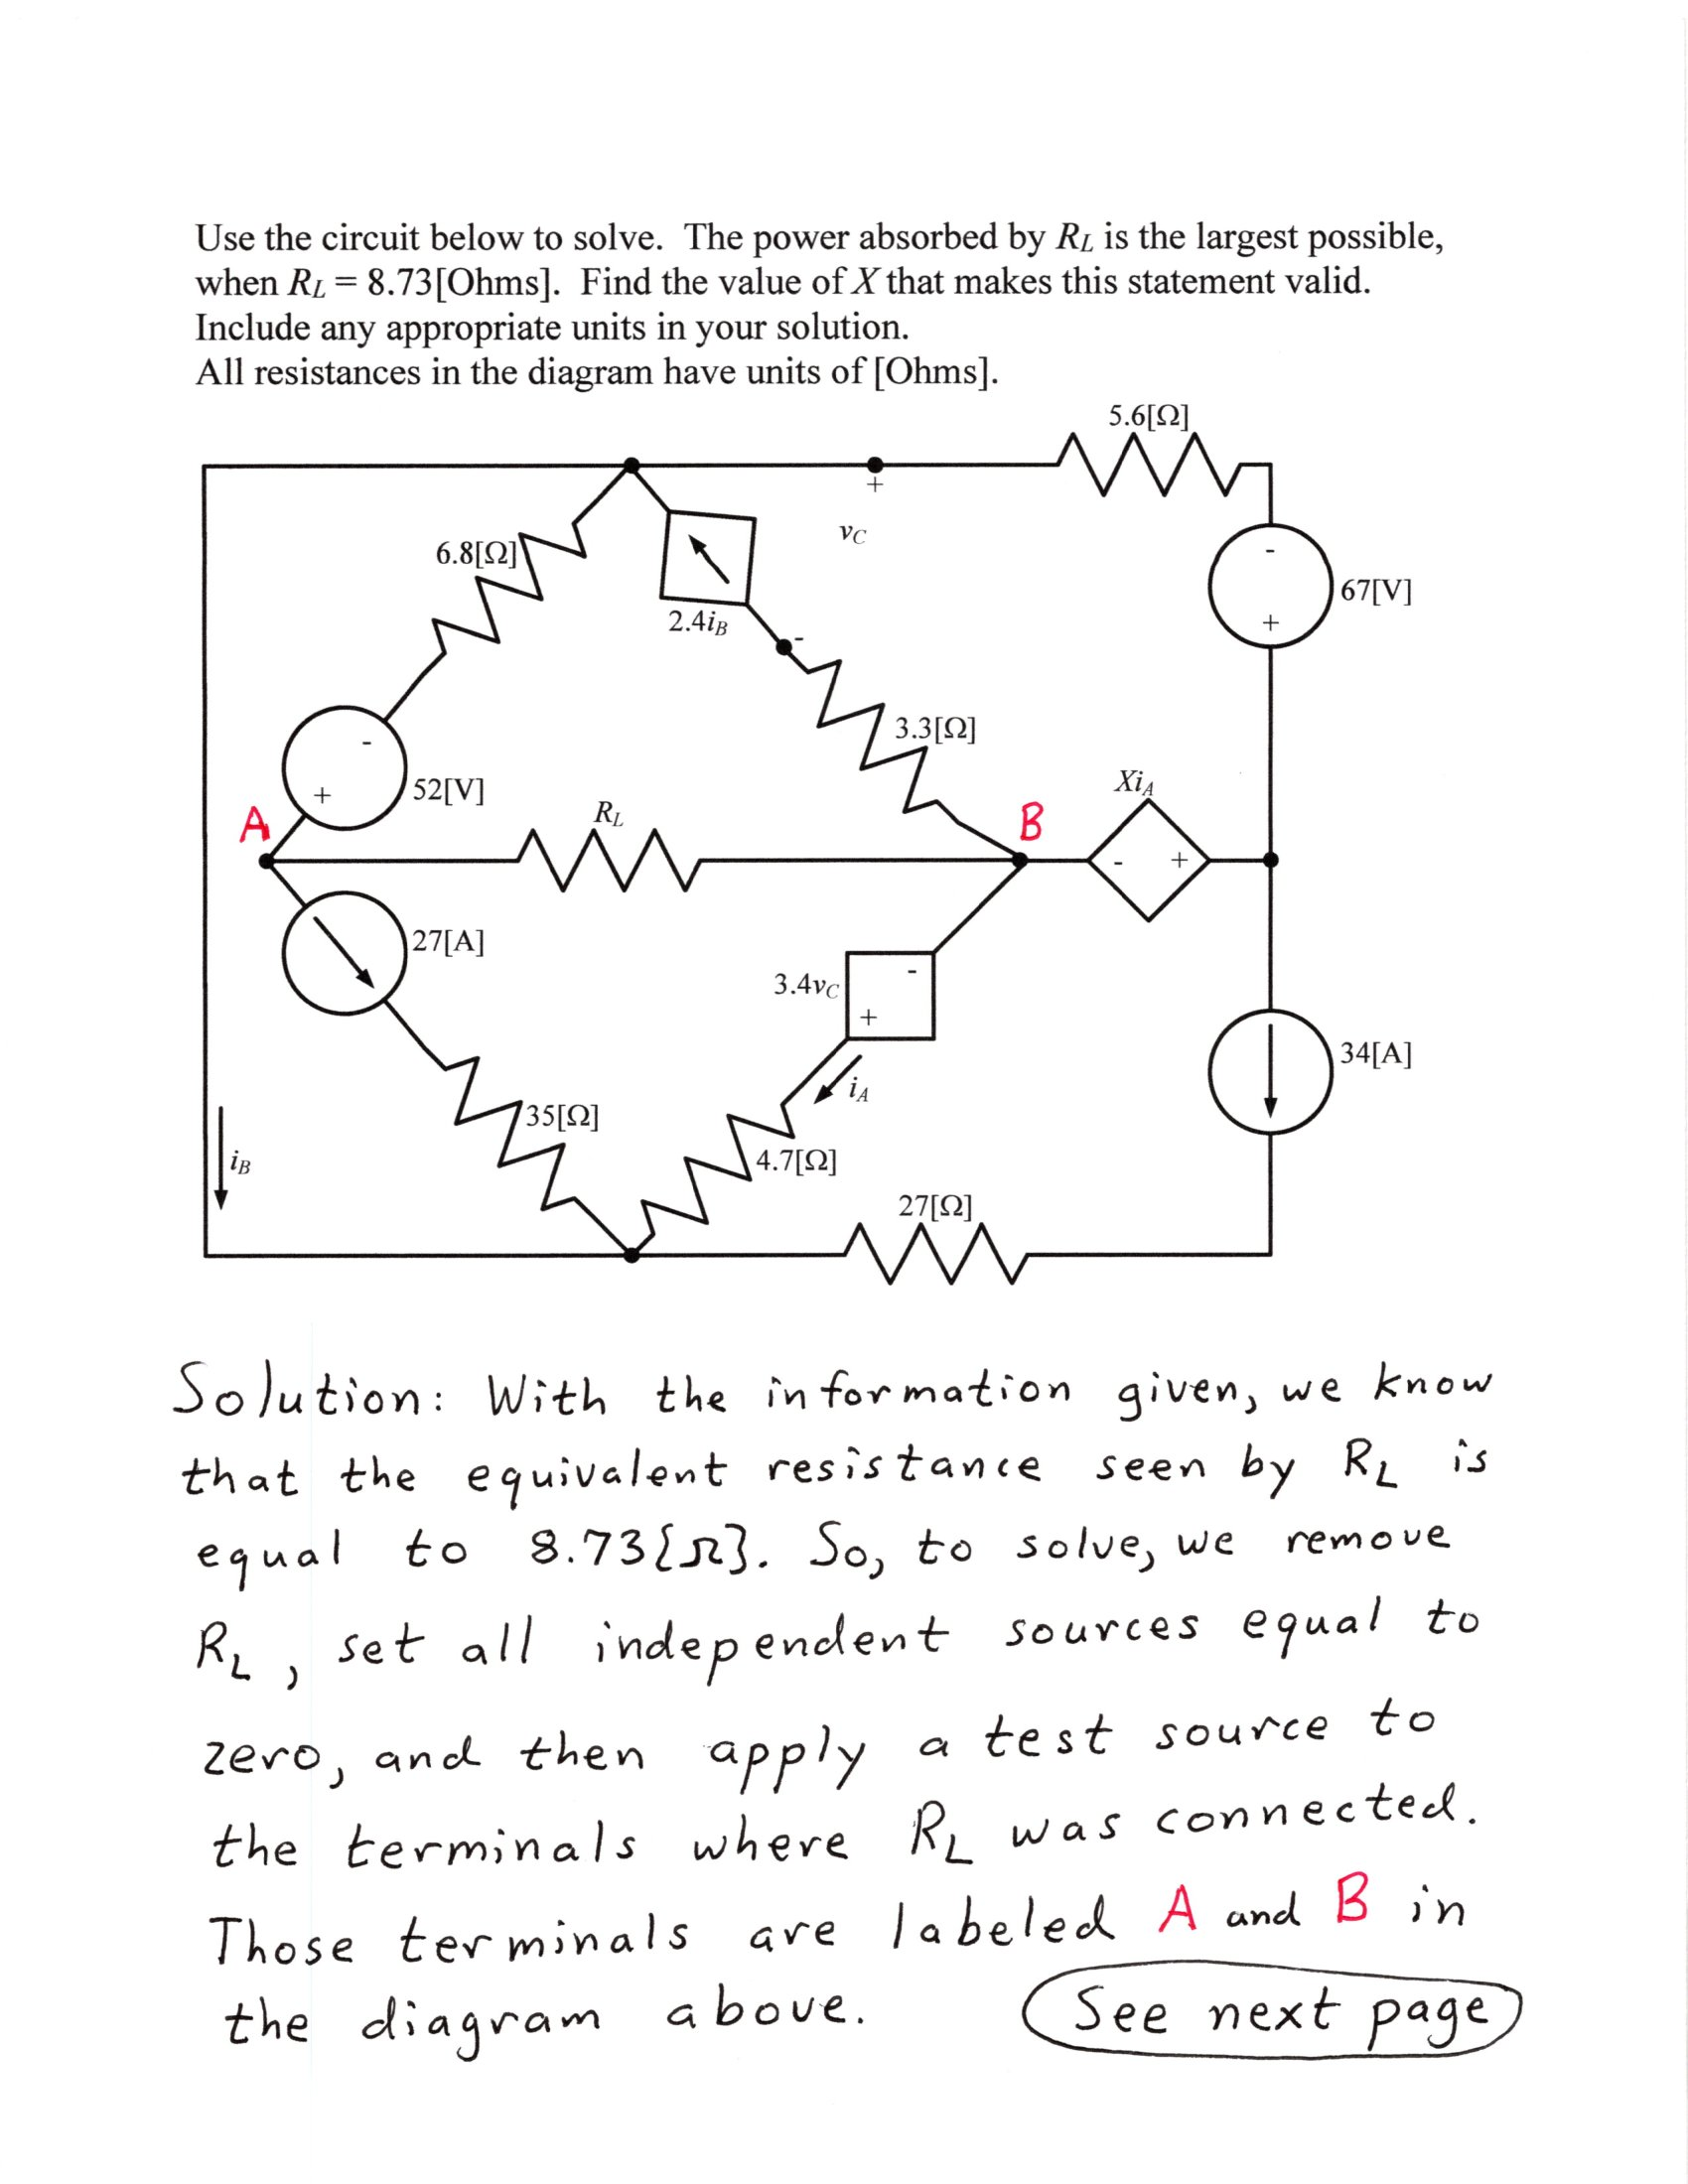 Use the circuit below to solve.  The power absorbed by RL is the largest possible,
when RL = 8.73[Ohms].  Find the value of X that makes this statement valid.
Include any appropriate units in your solution.
All resistances in the diagram have units of [Ohms].
5.6[Ω]
+
vC
6.8[Ω]
-
67[V]
+
2.4iB
-
3.3[Ω]
-
52[V]
+
A
RL
B
XiA
- +
27[A]
3.4vC
-
+
34[A]
iA
35[Ω]
4.7[Ω]
iB
27[Ω]
Solution: With the information given, we know
that the equivalent resistance seen by RL is
equal to 8.73[Ω]. So, to solve, we remove
RL, set all independent sources equal to
zero, and then apply a test source to
the terminals where RL was connected.
Those terminals are labeled A and B in
the diagram above.
See next page